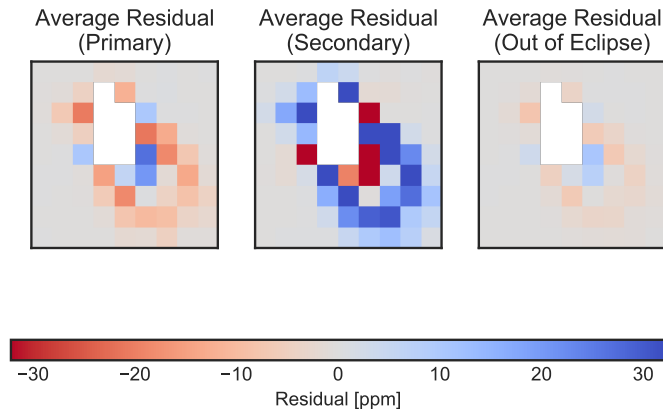 Average Residual
(Primary)
Average Residual
(Secondary)
Average Residual
(Out of Eclipse)
−30
−20
−10
0
10
20
30
Residual [ppm]